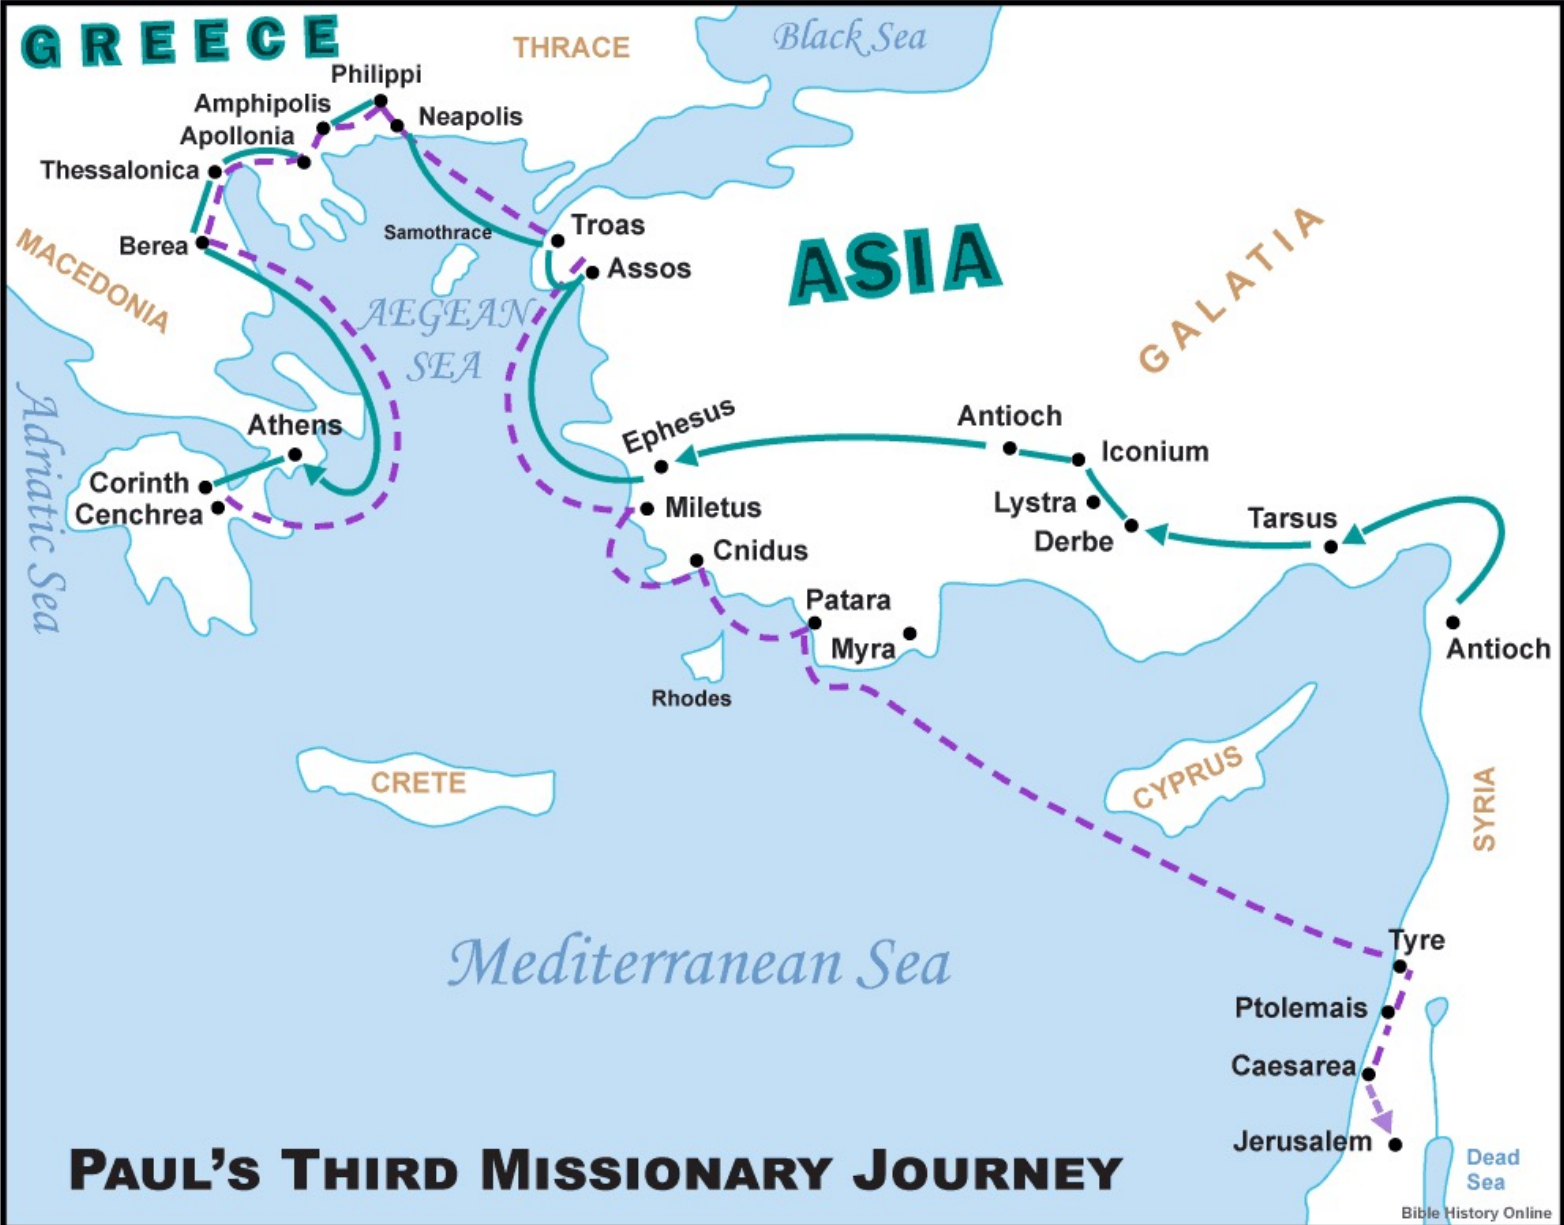 GREECE
THRACE
Black Sea
Philippi
Amphipolis
Neapolis
Apollonia
Thessalonica
Samothrace
Troas
Berea
Assos
MACEDONIA
ASIA
GALATIA
AEGEAN
SEA
Adriatic Sea
Athens
Ephesus
Antioch
Iconium
Corinth
Cenchrea
Miletus
Lystra
Derbe
Tarsus
Cnidus
Patara
Myra
Antioch
Rhodes
CRETE
CYPRUS
SYRIA
Mediterranean Sea
Tyre
Ptolemais
Caesarea
Jerusalem
Dead
Sea
PAUL'S THIRD MISSIONARY JOURNEY
Bible History Online